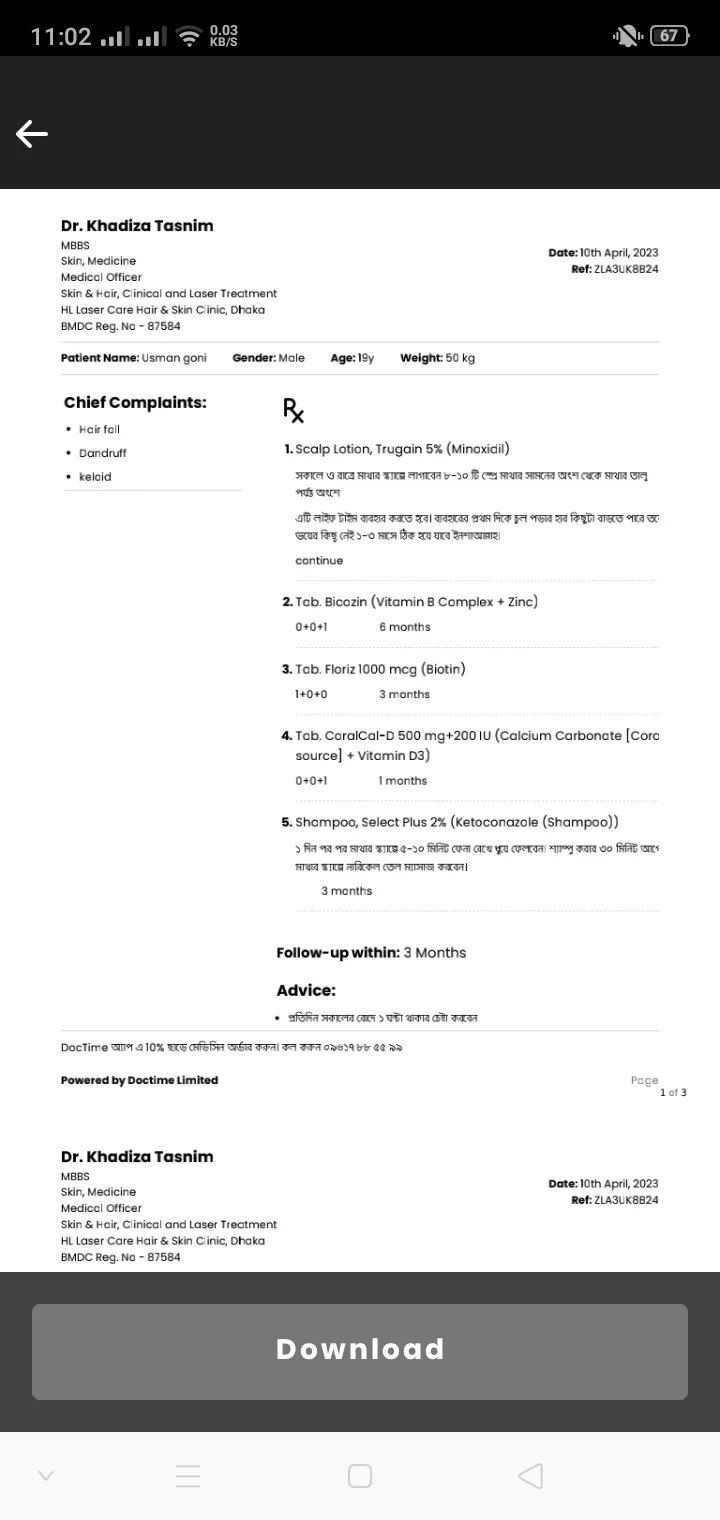 11:02
0.03
KB/S
67
Dr. Khadiza Tasnim
MBBS
Skin, Medicine
Medical Officer
Skin & Hair, Clinical and Laser Treatment
HL Laser Care Hair & Skin Clinic, Dhaka
BMDC Reg. No - 87584
Date: 10th April, 2023
Ref: ZLA3UK8B24
Patient Name: Usman goni Gender: Male Age: 19y Weight: 50 kg
Chief Complaints:
• Hair fall
• Dandruff
• keloid
Rx
1. Scalp Lotion, Trugain 5% (Minoxidil)
সকালে ও রাত্রে মাথার স্ক্যাল্পে লাগাবেন ৮-১০ টি স্প্রে মাথার সামনের অংশ থেকে মাথার তালু
পর্যন্ত অংশে
এটি লাইফ টাইম ব্যবহার করতে হবে। ব্যবহারের প্রথম দিকে চুল পড়ার হার কিছুটা বাড়তে পারে তবে
ভয়ের কিছু নেই ১-৩ মাসে ঠিক হয়ে যাবে ইনশাআল্লাহ।
continue
2. Tab. Bicozin (Vitamin B Complex + Zinc)
0+0+1 6 months
3. Tab. Floriz 1000 mcg (Biotin)
1+0+0 3 months
4. Tab. CoralCal-D 500 mg+200 IU (Calcium Carbonate [Cora
source] + Vitamin D3)
0+0+1 1 months
5. Shampoo, Select Plus 2% (Ketoconazole (Shampoo))
১ দিন পর পর মাথার স্ক্যাল্পে ৫-১০ মিনিট ফেনা রেখে ধুয়ে ফেলবেন। শ্যাম্পু করার ৩০ মিনিট আগে
মাথার স্ক্যাল্পে নারিকেল তেল ম্যাসাজ করবেন।
3 months
Follow-up within: 3 Months
Advice:
• প্রতিদিন সকালের রোদে ১ ঘন্টা থাকার চেষ্টা করবেন
DocTime অ্যাপ এ 10% ছাড়ে মেডিসিন অর্ডার করুন। কল করুন ০৯৬১৭ ৮৮ ৫৫ ৯৯
Powered by Doctime Limited
Page
1 of 3
Dr. Khadiza Tasnim
MBBS
Skin, Medicine
Medical Officer
Skin & Hair, Clinical and Laser Treatment
HL Laser Care Hair & Skin Clinic, Dhaka
BMDC Reg. No - 87584
Date: 10th April, 2023
Ref: ZLA3UK8B24
Download